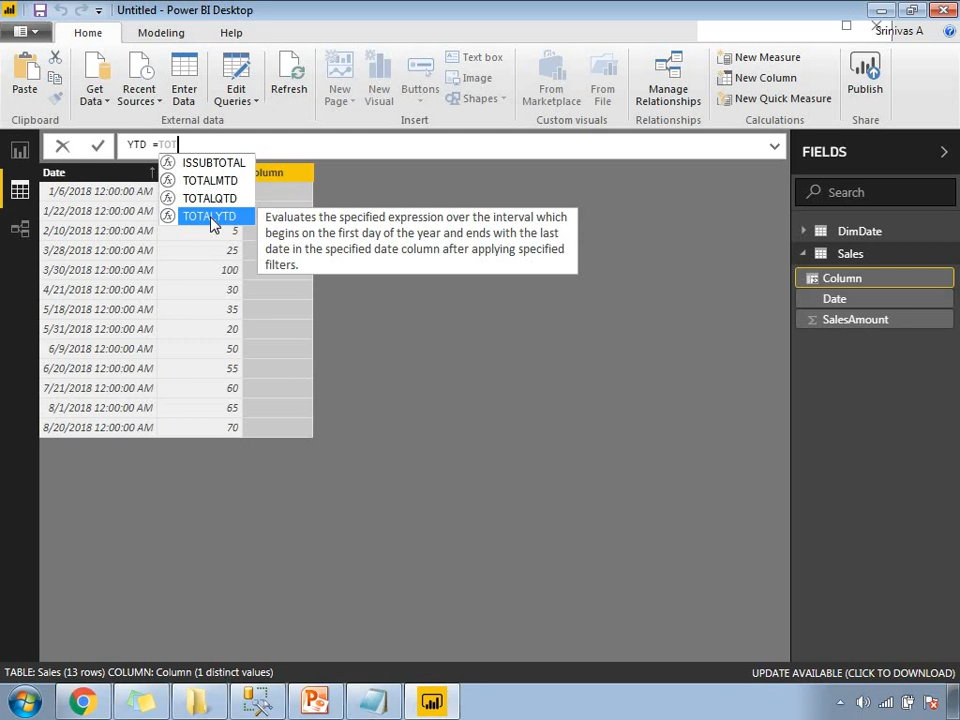 Untitled - Power BI Desktop
Home
Modeling
Help
Srinivas A
Paste
Get Data
Recent Sources
Enter Data
Edit Queries
Refresh
New Page
New Visual
Buttons
Text box
Image
Shapes
From Marketplace
From File
Manage Relationships
New Measure
New Column
New Quick Measure
Publish
Clipboard
External data
Insert
Custom visuals
Relationships
Calculations
Share
YTD =TOT
ISSUBTOTAL
TOTALMTD
TOTALQTD
TOTALYTD
Evaluates the specified expression over the interval which
begins on the first day of the year and ends with the last
date in the specified date column after applying specified
filters.
Date
olumn
1/6/2018 12:00:00 AM
1/22/2018 12:00:00 AM
2/10/2018 12:00:00 AM 5
3/28/2018 12:00:00 AM 25
3/30/2018 12:00:00 AM 100
4/21/2018 12:00:00 AM 30
5/18/2018 12:00:00 AM 35
5/31/2018 12:00:00 AM 20
6/9/2018 12:00:00 AM 50
6/20/2018 12:00:00 AM 55
7/21/2018 12:00:00 AM 60
8/1/2018 12:00:00 AM 65
8/20/2018 12:00:00 AM 70
FIELDS
Search
DimDate
Sales
Column
Date
SalesAmount
TABLE: Sales (13 rows) COLUMN: Column (1 distinct values)
UPDATE AVAILABLE (CLICK TO DOWNLOAD)